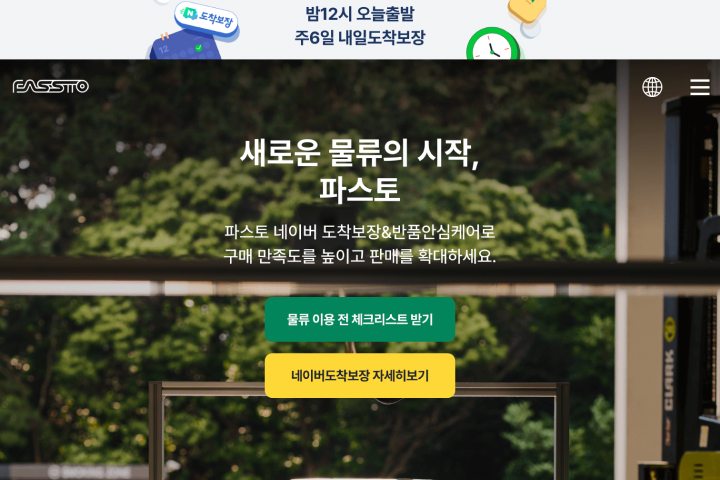 도착보장
밤12시 오늘출발
주6일 내일도착보장
12
FASSTO
새로운 물류의 시작,
파스토
파스토 네이버 도착보장&반품안심케어로
구매 만족도를 높이고 판매를 확대하세요.
물류 이용 전 체크리스트 받기
네이버도착보장 자세히보기
CLARK